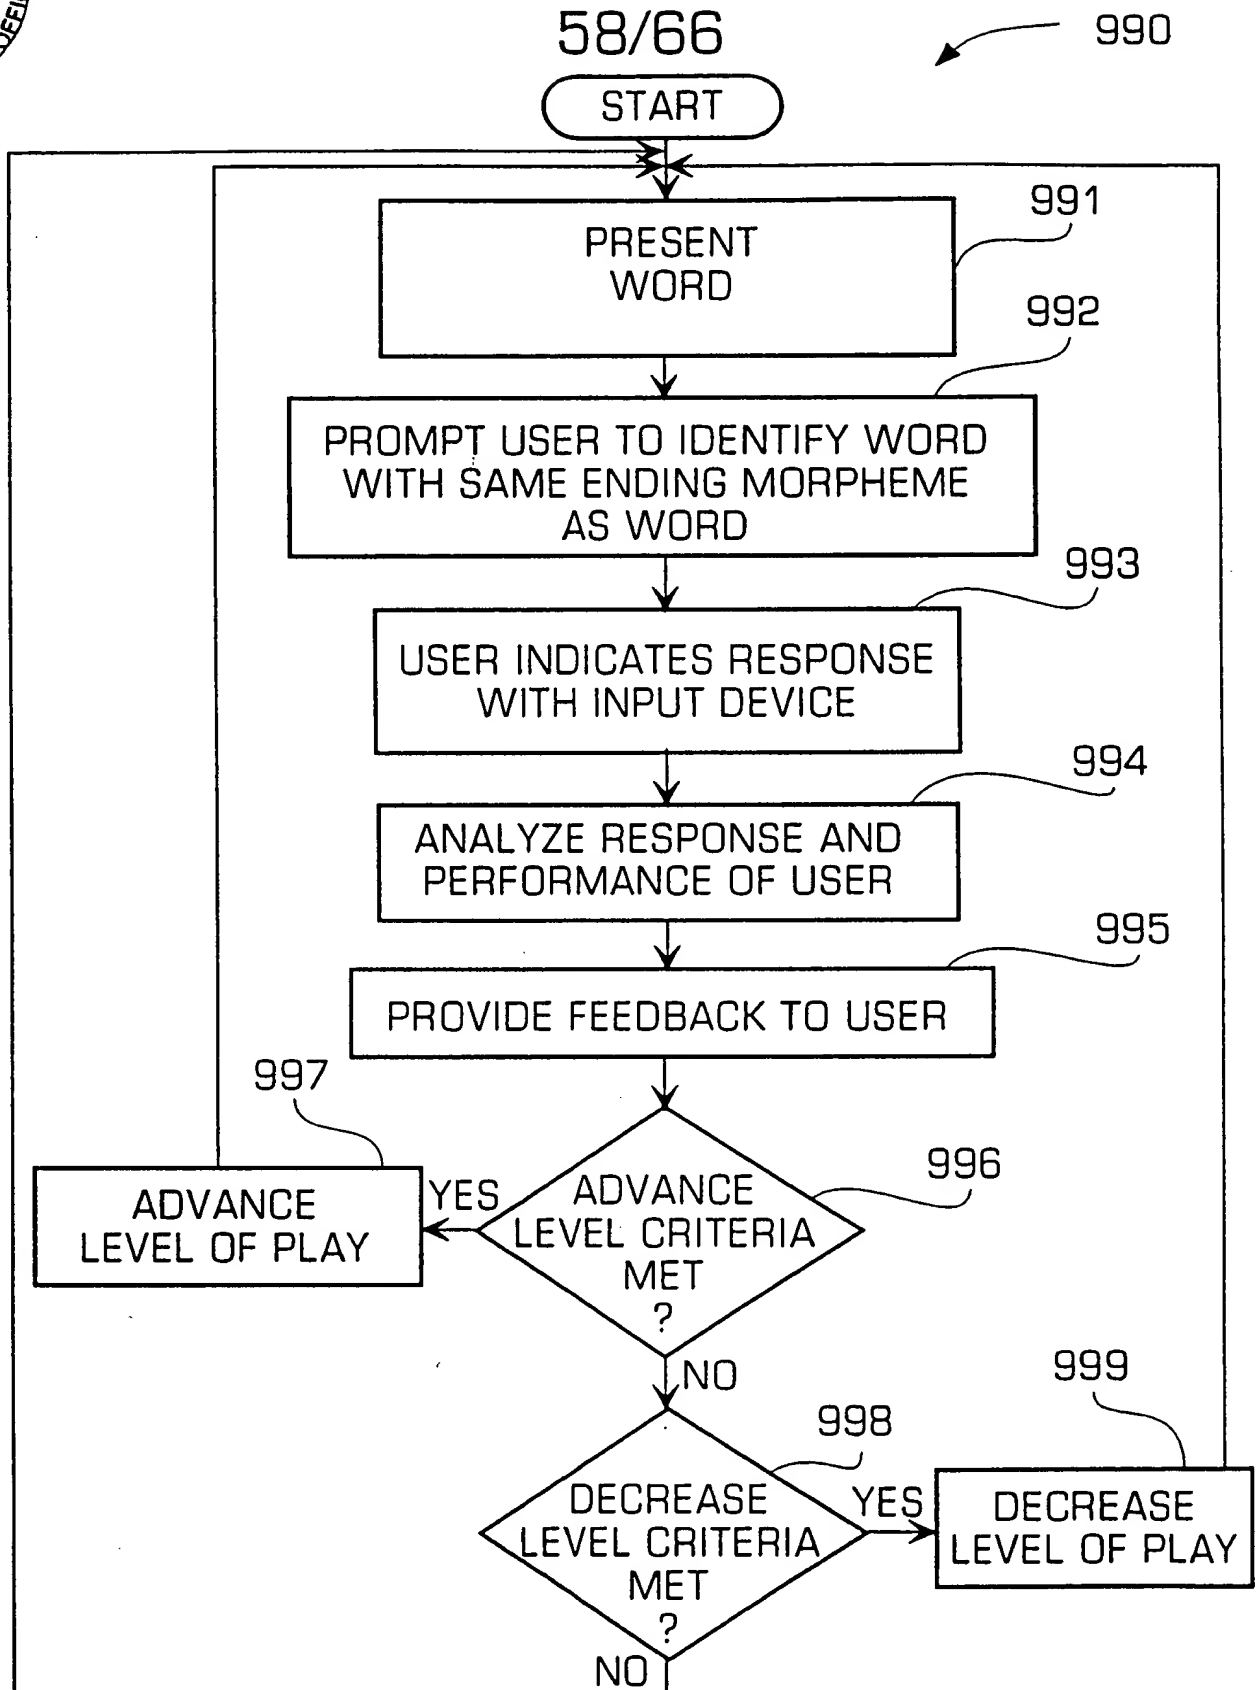 58/66
990
START
991
PRESENT
WORD
992
PROMPT USER TO IDENTIFY WORD
WITH SAME ENDING MORPHEME
AS WORD
993
USER INDICATES RESPONSE
WITH INPUT DEVICE
994
ANALYZE RESPONSE AND
PERFORMANCE OF USER
995
PROVIDE FEEDBACK TO USER
997
996
ADVANCE
LEVEL OF PLAY
YES
ADVANCE
LEVEL CRITERIA
MET
?
NO
999
998
DECREASE
LEVEL CRITERIA
MET
?
YES
DECREASE
LEVEL OF PLAY
NO